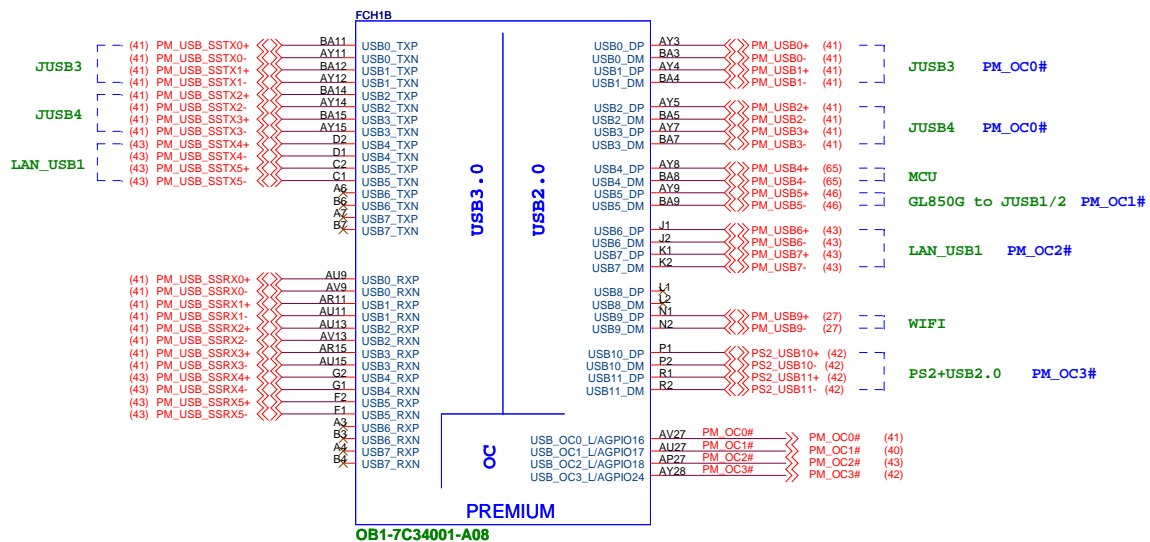 FCH1B
JUSB3
(41) PM_USB_SSTX0+ BA11 USB0_TXP
(41) PM_USB_SSTX0- AY11 USB0_TXN
(41) PM_USB_SSTX1+ BA12 USB1_TXP
(41) PM_USB_SSTX1- AY12 USB1_TXN
JUSB4
(41) PM_USB_SSTX2+ BA14 USB2_TXP
(41) PM_USB_SSTX2- AY14 USB2_TXN
(41) PM_USB_SSTX3+ BA15 USB3_TXP
(41) PM_USB_SSTX3- AY15 USB3_TXN
LAN_USB1
(43) PM_USB_SSTX4+ D2 USB4_TXP
(43) PM_USB_SSTX4- D1 USB4_TXN
(43) PM_USB_SSTX5+ C2 USB5_TXP
(43) PM_USB_SSTX5- C1 USB5_TXN
A6 USB6_TXP
B6 USB6_TXN
A7 USB7_TXP
B7 USB7_TXN
(41) PM_USB_SSRX0+ AU9 USB0_RXP
(41) PM_USB_SSRX0- AV9 USB0_RXN
(41) PM_USB_SSRX1+ AR11 USB1_RXP
(41) PM_USB_SSRX1- AU11 USB1_RXN
(41) PM_USB_SSRX2+ AU13 USB2_RXP
(41) PM_USB_SSRX2- AV13 USB2_RXN
(41) PM_USB_SSRX3+ AR15 USB3_RXP
(41) PM_USB_SSRX3- AU15 USB3_RXN
(43) PM_USB_SSRX4+ G2 USB4_RXP
(43) PM_USB_SSRX4- G1 USB4_RXN
(43) PM_USB_SSRX5+ F2 USB5_RXP
(43) PM_USB_SSRX5- F1 USB5_RXN
A3 USB6_RXP
B3 USB6_RXN
A4 USB7_RXP
B4 USB7_RXN
USB3.0
USB2.0
OC
USB0_DP AY3 PM_USB0+ (41)
USB0_DM BA3 PM_USB0- (41)
USB1_DP AY4 PM_USB1+ (41)
USB1_DM BA4 PM_USB1- (41)
JUSB3 PM_OC0#
USB2_DP AY5 PM_USB2+ (41)
USB2_DM BA5 PM_USB2- (41)
USB3_DP AY7 PM_USB3+ (41)
USB3_DM BA7 PM_USB3- (41)
JUSB4 PM_OC0#
USB4_DP AY8 PM_USB4+ (65)
USB4_DM BA8 PM_USB4- (65)
MCU
USB5_DP AY9 PM_USB5+ (46)
USB5_DM BA9 PM_USB5- (46)
GL850G to JUSB1/2 PM_OC1#
USB6_DP J1 PM_USB6+ (43)
USB6_DM J2 PM_USB6- (43)
USB7_DP K1 PM_USB7+ (43)
USB7_DM K2 PM_USB7- (43)
LAN_USB1 PM_OC2#
USB8_DP L1
USB8_DM L2
USB9_DP N1 PM_USB9+ (27)
USB9_DM N2 PM_USB9- (27)
WIFI
USB10_DP P1 PS2_USB10+ (42)
USB10_DM P2 PS2_USB10- (42)
USB11_DP R1 PS2_USB11+ (42)
USB11_DM R2 PS2_USB11- (42)
PS2+USB2.0 PM_OC3#
USB_OC0_L/AGPIO16 AV27 PM_OC0# PM_OC0# (41)
USB_OC1_L/AGPIO17 AU27 PM_OC1# PM_OC1# (40)
USB_OC2_L/AGPIO18 AP27 PM_OC2# PM_OC2# (43)
USB_OC3_L/AGPIO24 AY28 PM_OC3# PM_OC3# (42)
PREMIUM
OB1-7C34001-A08